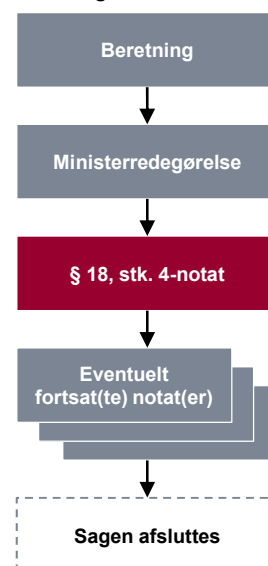 Beretning
Ministerredegørelse
§ 18, stk. 4-notat
Eventuelt
fortsat(te) notat(er)
Sagen afsluttes